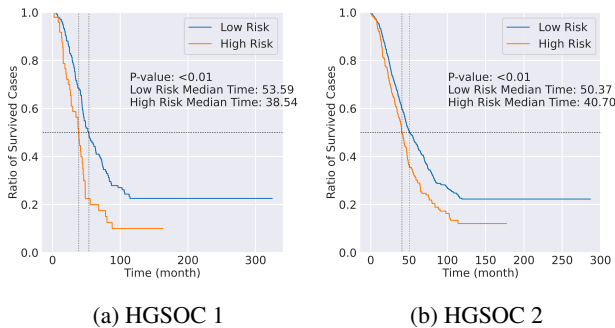 1.0
0.8
0.6
0.4
0.2
0.0
Ratio of Survived Cases
0
100
200
300
Time (month)
Low Risk
High Risk
P-value: <0.01
Low Risk Median Time: 53.59
High Risk Median Time: 38.54
(a) HGSOC 1
1.0
0.8
0.6
0.4
0.2
0.0
Ratio of Survived Cases
0
50
100
150
200
250
300
Time (month)
Low Risk
High Risk
P-value: <0.01
Low Risk Median Time: 50.37
High Risk Median Time: 40.70
(b) HGSOC 2